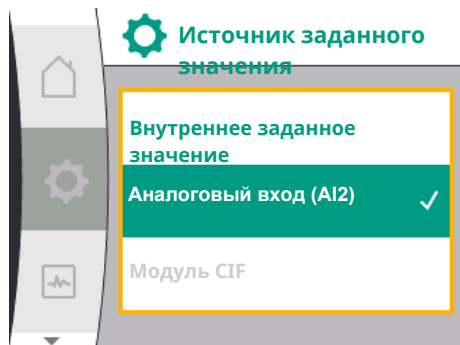 Источник заданного
значения
Внутреннее заданное
значение
Аналоговый вход (AI2)
Модуль CIF